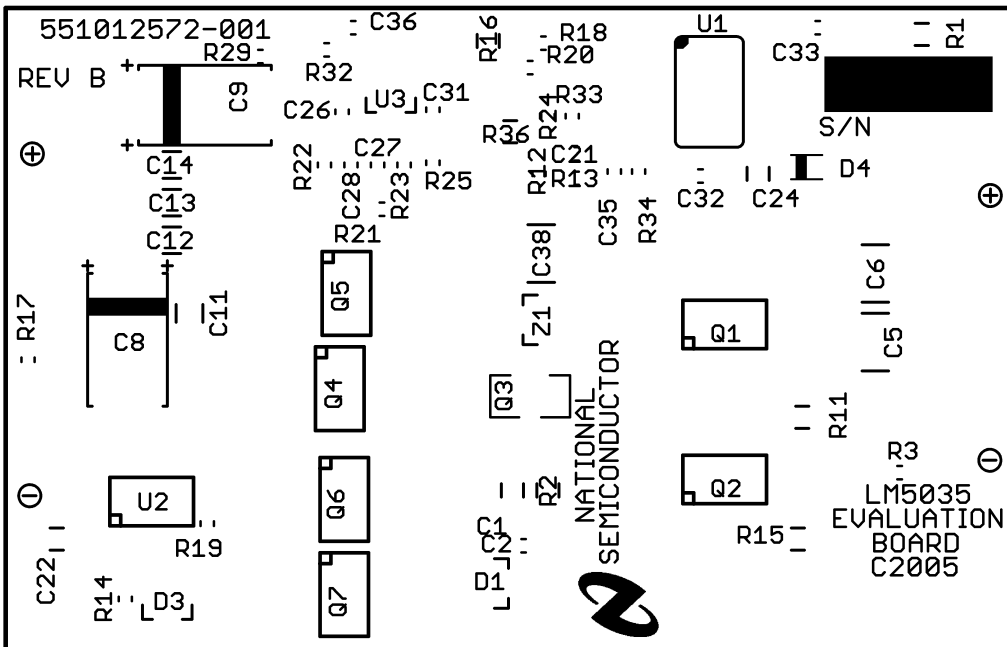 551012572-001
C36
R16
R18
U1
C33
R1
R29
R32
R20
REV B
C9
C26
U3
C31
R36
R24
R33
S/N
C14
R22
C27
C28
R23
R25
R12
C21
R13
C35
R34
C32
C24
D4
C13
C12
R21
C38
R17
C8
C11
Q5
Z1
Q1
C6
C5
Q4
Q3
NATIONAL
SEMICONDUCTOR
R11
R3
U2
Q6
R2
Q2
LM5035
EVALUATION
BOARD
C2005
R19
C1
C2
R15
C22
R14
D3
Q7
D1